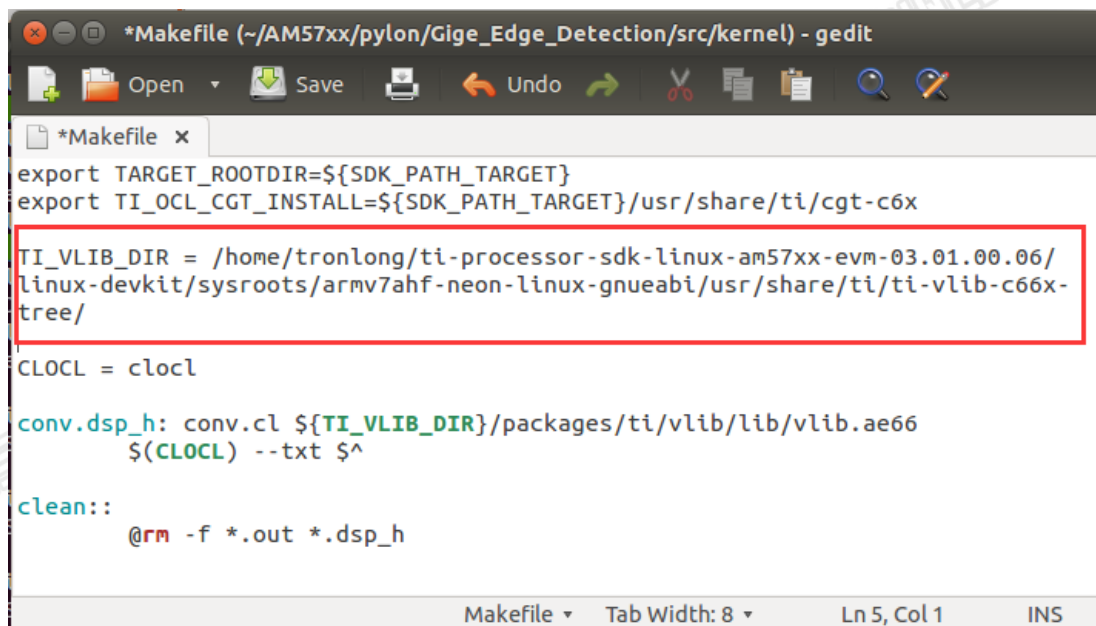 *Makefile (~/AM57xx/pylon/Gige_Edge_Detection/src/kernel) - gedit
Open Save Undo
*Makefile x
export TARGET_ROOTDIR=${SDK_PATH_TARGET}
export TI_OCL_CGT_INSTALL=${SDK_PATH_TARGET}/usr/share/ti/cgt-c6x
TI_VLIB_DIR = /home/tronlong/ti-processor-sdk-linux-am57xx-evm-03.01.00.06/
linux-devkit/sysroots/armv7ahf-neon-linux-gnueabi/usr/share/ti/ti-vlib-c66x-
tree/
CLOCL = clocl
conv.dsp_h: conv.cl ${TI_VLIB_DIR}/packages/ti/vlib/lib/vlib.ae66
$(CLOCL) --txt $^
clean::
@rm -f *.out *.dsp_h
Makefile Tab Width: 8 Ln 5, Col 1 INS